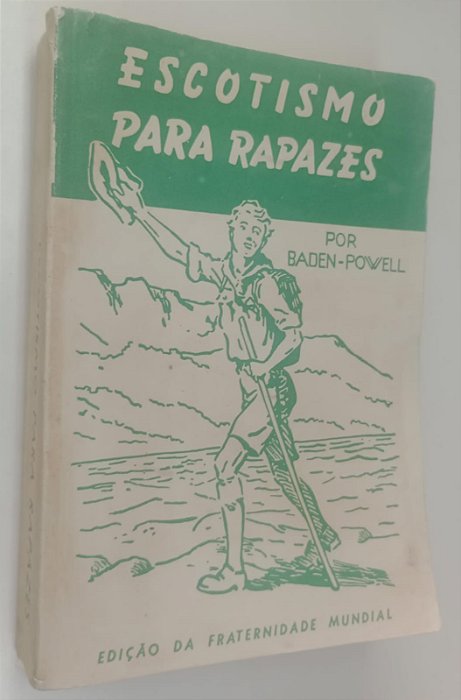 ESCOTISMO
PARA RAPAZES
POR
BADEN-POWELL
EDIÇÃO DA FRATERNIDADE MUNDIAL